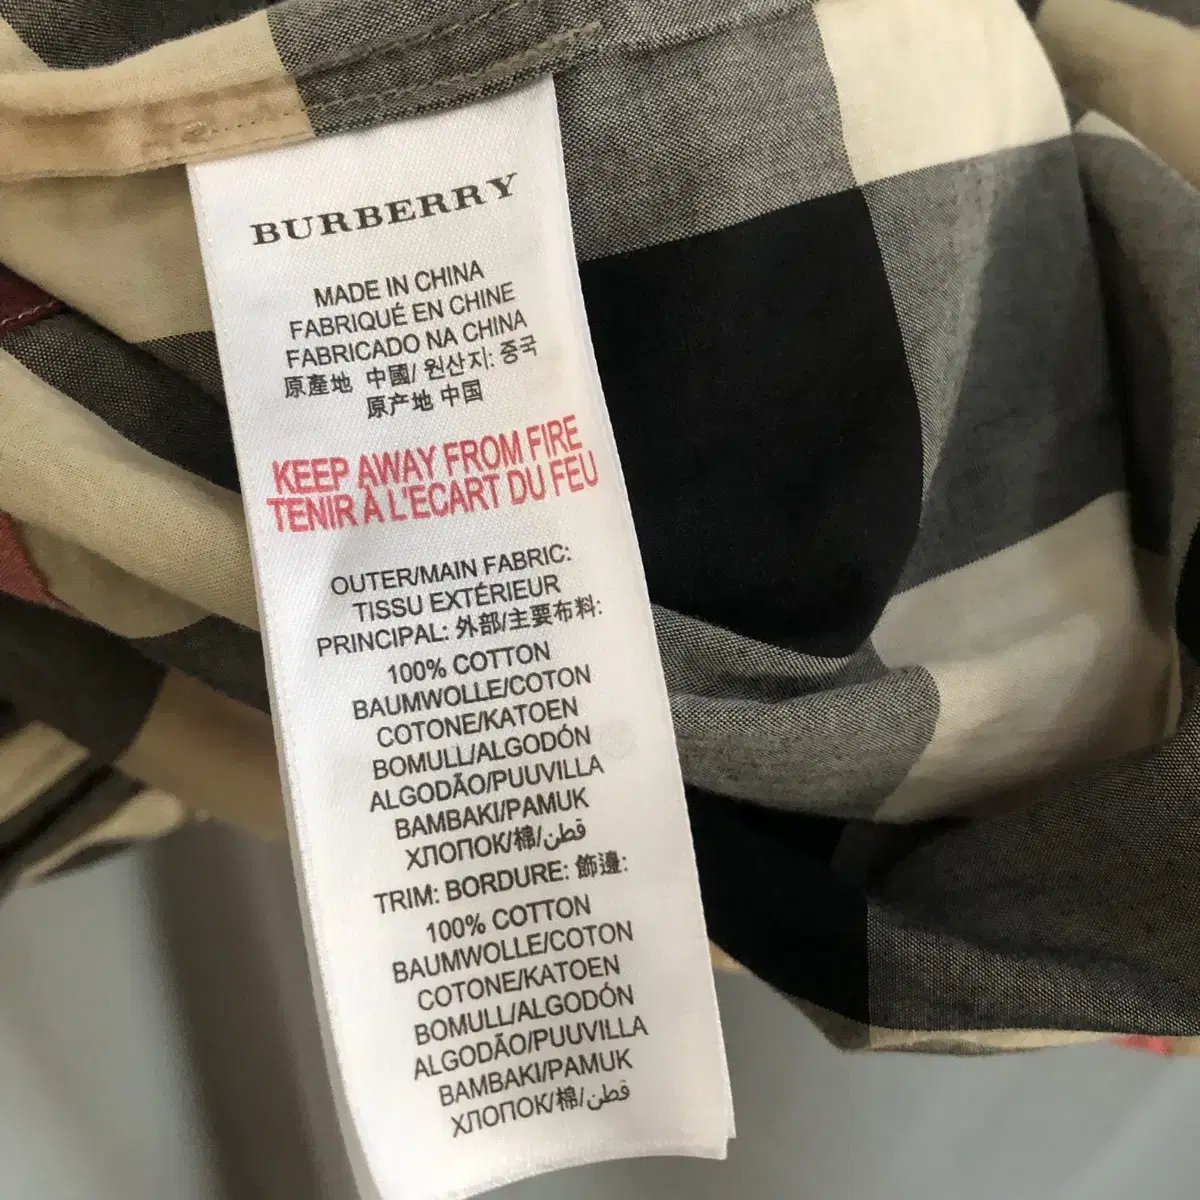 BURBERRY
MADE IN CHINA
FABRIQUÉ EN CHINE
FABRICADO NA CHINA
原產地 中國/ 원산지: 중국
原产地 中国
KEEP AWAY FROM FIRE
TENIR À L'ECART DU FEU
OUTER/MAIN FABRIC:
TISSU EXTÉRIEUR
PRINCIPAL: 外部/主要布料:
100% COTTON
BAUMWOLLE/COTON
COTONE/KATOEN
BOMULL/ALGODÓN
ALGODÃO/PUUVILLA
BAMBAKI/PAMUK
ХЛОПОК/棉/قطن
TRIM: BORDURE: 飾邊:
100% COTTON
BAUMWOLLE/COTON
COTONE/KATOEN
BOMULL/ALGODÓN
ALGODÃO/PUUVILLA
BAMBAKI/PAMUK
ХЛОПОК/棉/قطن